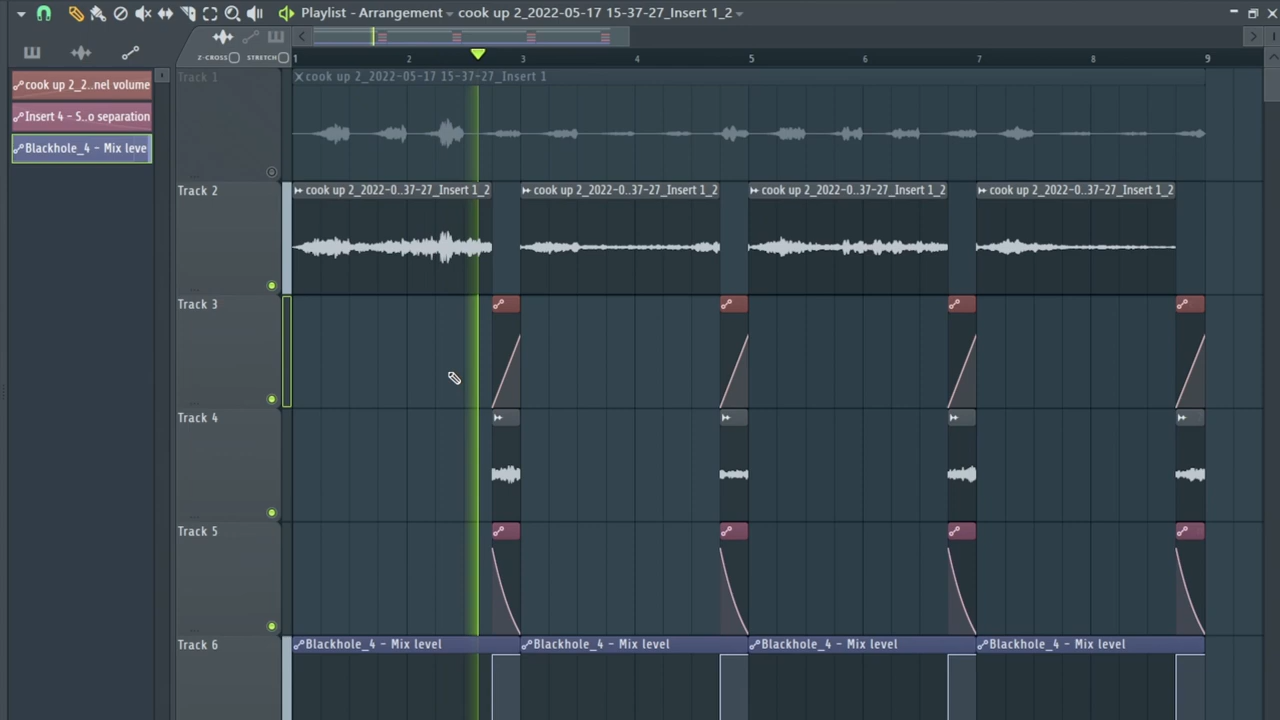 Playlist - Arrangement cook up 2_2022-05-17 15-37-27_Insert 1_2
Z-CROSS STRETCH
1 2 3 4 5 6 7 8 9
cook up 2_2..nel volume
Insert 4 - S..o separation
Blackhole_4 - Mix leve
Track 1
cook up 2_2022-05-17 15-37-27_Insert 1
Track 2
cook up 2_2022-0..37-27_Insert 1_2
cook up 2_2022-0..37-27_Insert 1_2
cook up 2_2022-0..37-27_Insert 1_2
cook up 2_2022-0..37-27_Insert 1_2
Track 3
Track 4
Track 5
Track 6
Blackhole_4 - Mix level
Blackhole_4 - Mix level
Blackhole_4 - Mix level
Blackhole_4 - Mix level